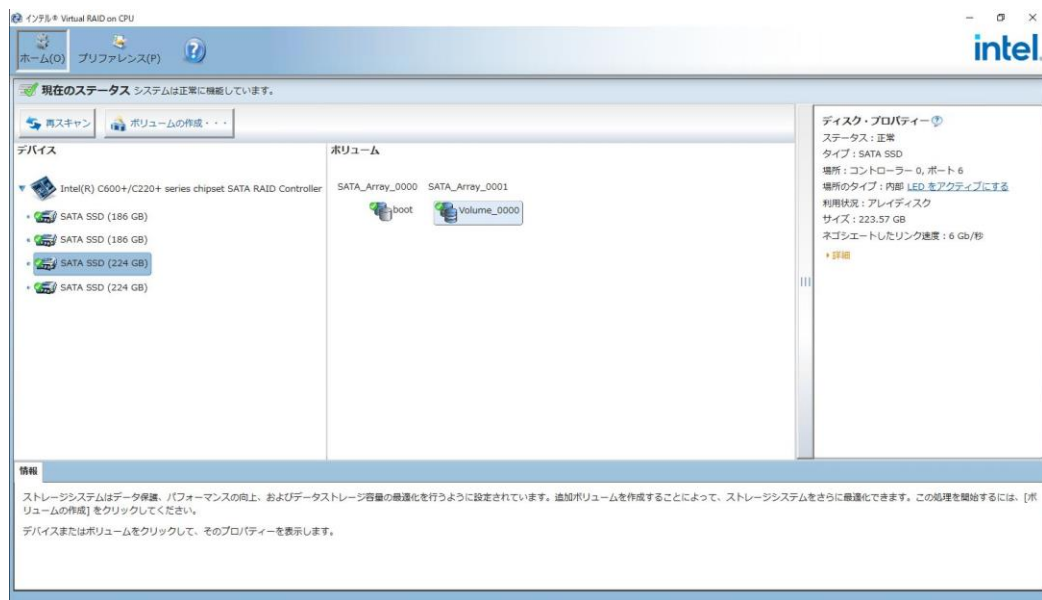 インテル® Virtual RAID on CPU
ホーム(O) プリファレンス(P)
intel.
現在のステータス システムは正常に機能しています。
再スキャン ボリュームの作成・・・
デバイス
Intel(R) C600+/C220+ series chipset SATA RAID Controller
SATA SSD (186 GB)
SATA SSD (186 GB)
SATA SSD (224 GB)
SATA SSD (224 GB)
ボリューム
SATA_Array_0000 SATA_Array_0001
boot Volume_0000
ディスク・プロパティー
ステータス : 正常
タイプ : SATA SSD
場所 : コントローラー 0, ポート 6
場所のタイプ : 内部 LED をアクティブにする
利用状況 : アレイディスク
サイズ : 223.57 GB
ネゴシエートしたリンク速度 : 6 Gb/秒
詳細
情報
ストレージシステムはデータ保護、パフォーマンスの向上、およびデータストレージ容量の最適化を行うように設定されています。追加ボリュームを作成することによって、ストレージシステムをさらに最適化できます。この処理を開始するには、[ボ
リュームの作成] をクリックしてください。
デバイスまたはボリュームをクリックして、そのプロパティーを表示します。